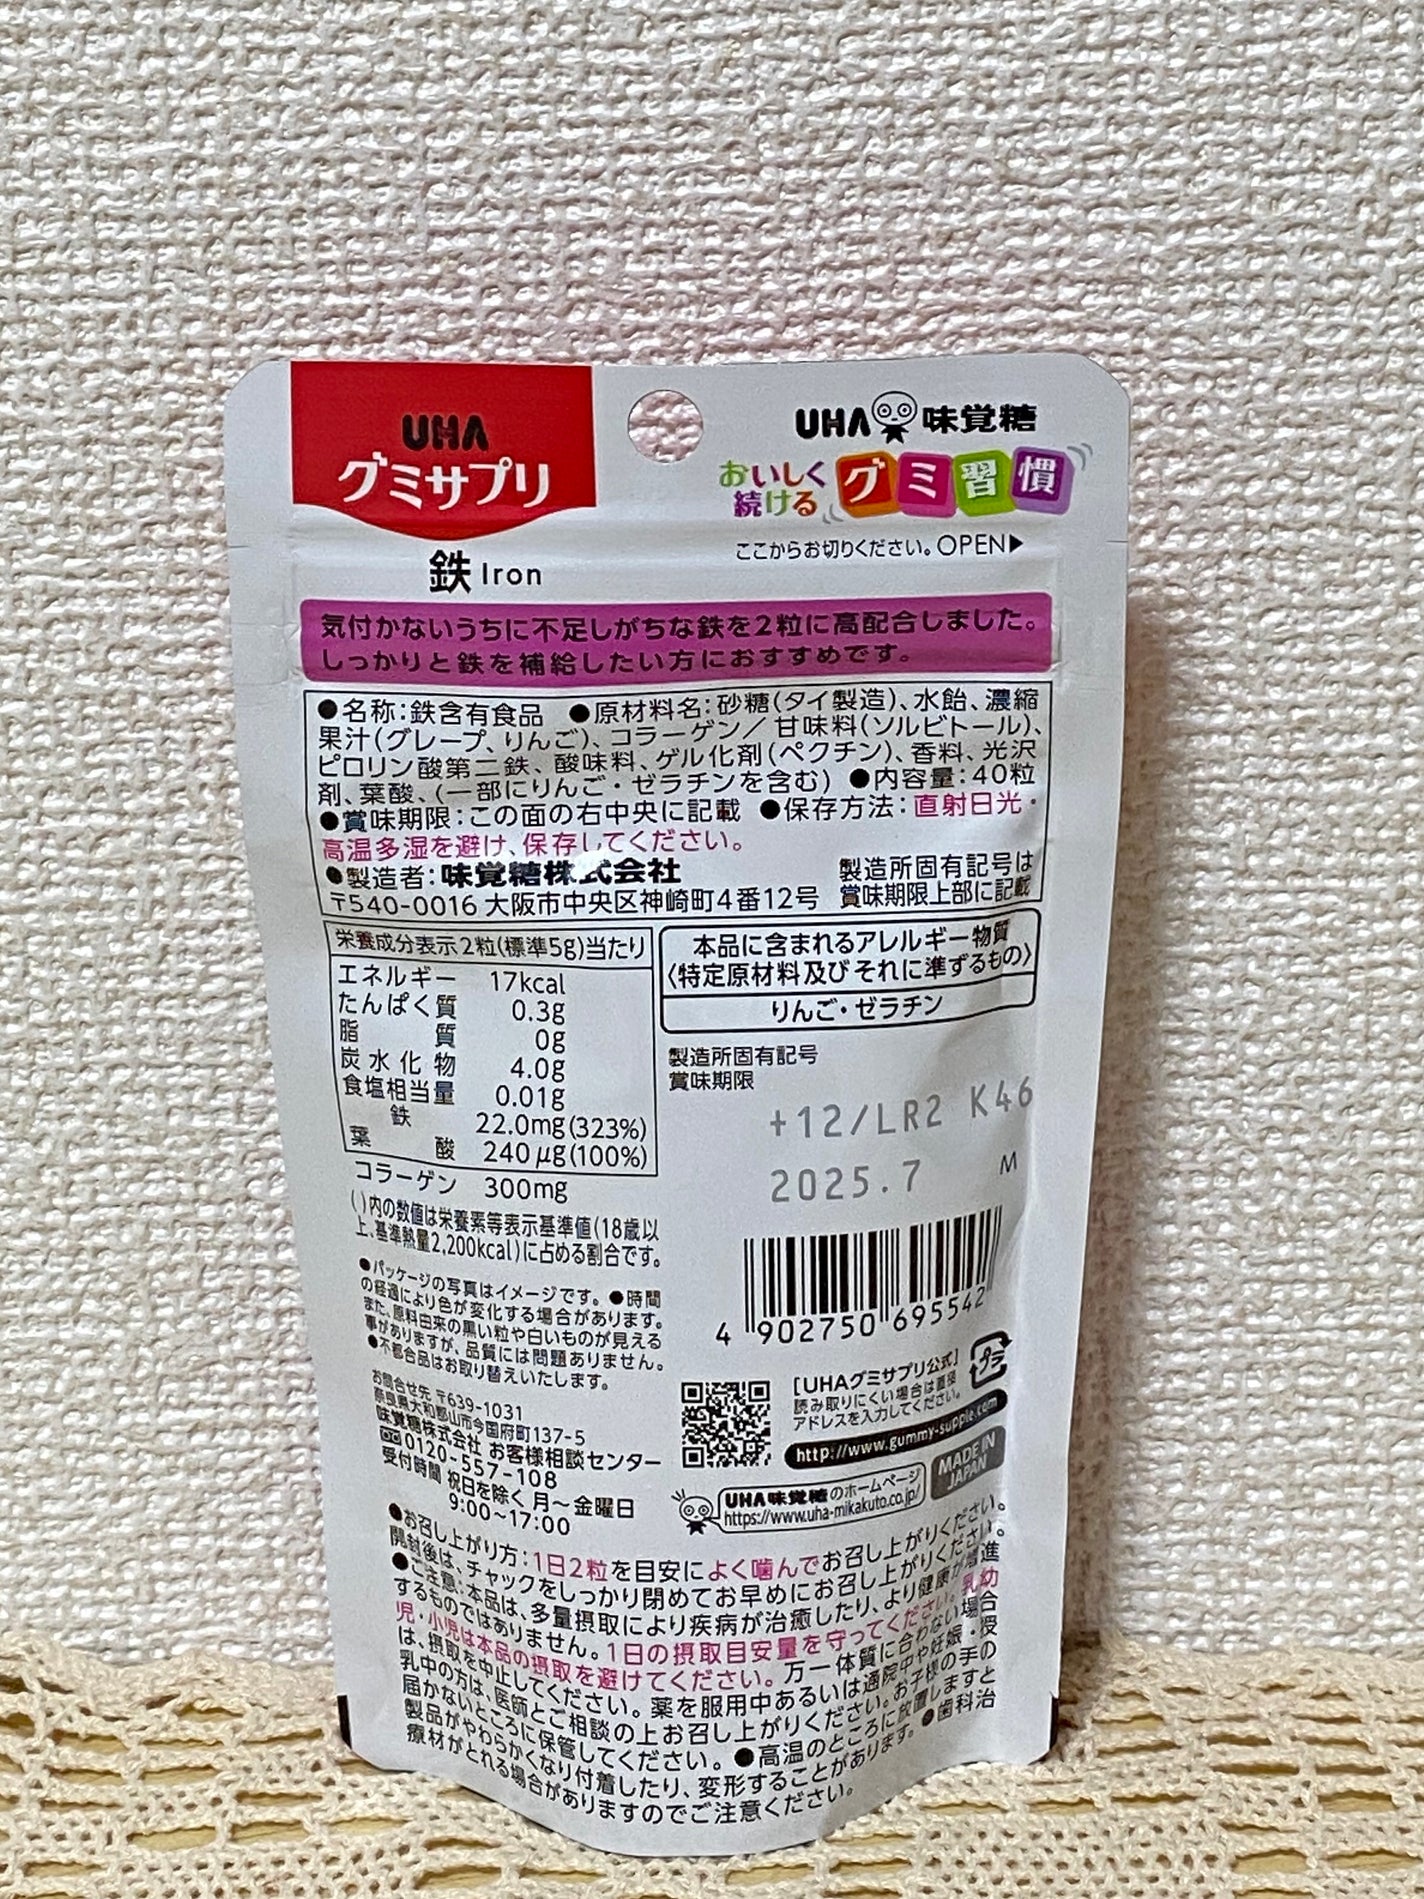 UHA
グミサプリ
鉄 Iron
UHA味覚糖
おいしく
続ける
グミ習慣
ここからお切りください。OPEN▶
気付かないうちに不足しがちな鉄を2粒に高配合しました。
しっかりと鉄を補給したい方におすすめです。
●名称：鉄含有食品 ●原材料名：砂糖（タイ製造）、水飴、濃縮
果汁（グレープ、りんご）、コラーゲン／甘味料（ソルビトール）、
ピロリン酸第二鉄、酸味料、ゲル化剤（ペクチン）、香料、光沢
剤、葉酸、（一部にりんご・ゼラチンを含む） ●内容量：40粒
●賞味期限：この面の右中央に記載 ●保存方法：直射日光・
高温多湿を避け、保存してください。
●製造者：味覚糖株式会社
〒540-0016 大阪市中央区神崎町4番12号
製造所固有記号は
賞味期限上部に記載
栄養成分表示 2粒（標準5g）当たり
エネルギー 17kcal
たんぱく質 0.3g
脂質 0g
炭水化物 4.0g
食塩相当量 0.01g
鉄 22.0mg（323%）
葉酸 240μg（100%）
コラーゲン 300mg
（ ）内の数値は栄養素等表示基準値（18歳以
上、基準熱量2,200kcal）に占める割合です。
本品に含まれるアレルギー物質
〈特定原材料及びそれに準ずるもの〉
りんご・ゼラチン
製造所固有記号
賞味期限
+12/LR2 K46
2025.7 M
4 902750 695542
●パッケージの写真はイメージです。●時間
の経過により色が変化する場合があります。
また、原料由来の黒い粒や白いものが見える
事がありますが、品質には問題ありません。
●不都合品はお取り替えいたします。
お問合せ先 〒639-1031
奈良県大和郡山市今国府町137-5
味覚糖株式会社 お客様相談センター
0120-557-108
受付時間 祝日を除く 月～金曜日
9:00～17:00
［UHAグミサプリ公式］
読み取りにくい場合は直接
アドレスを入力してください。
プラ
http://www.gummy-supple.com
UHA味覚糖のホームページ
https://www.uha-mikakuto.co.jp/
MADE IN
JAPAN
●お召し上がり方：1日2粒を目安によく噛んでお召し上がりください。
開封後は、チャックをしっかり閉めてお早めにお召し上がりください。
●ご注意：本品は、多量摂取により疾病が治癒したり、より健康が増進
するものではありません。1日の摂取目安量を守ってください。乳幼
児・小児は本品の摂取を避けてください。万一体質に合わない場合
は、摂取を中止してください。薬を服用中あるいは通院中や妊娠・授
乳中の方は、医師とご相談の上お召し上がりください。お子様の手の
届かないところに保管してください。●高温のところに放置しますと
製品がやわらかくなり付着したり、変形することがあります。●歯科治
療材がとれる場合がありますのでご注意ください。